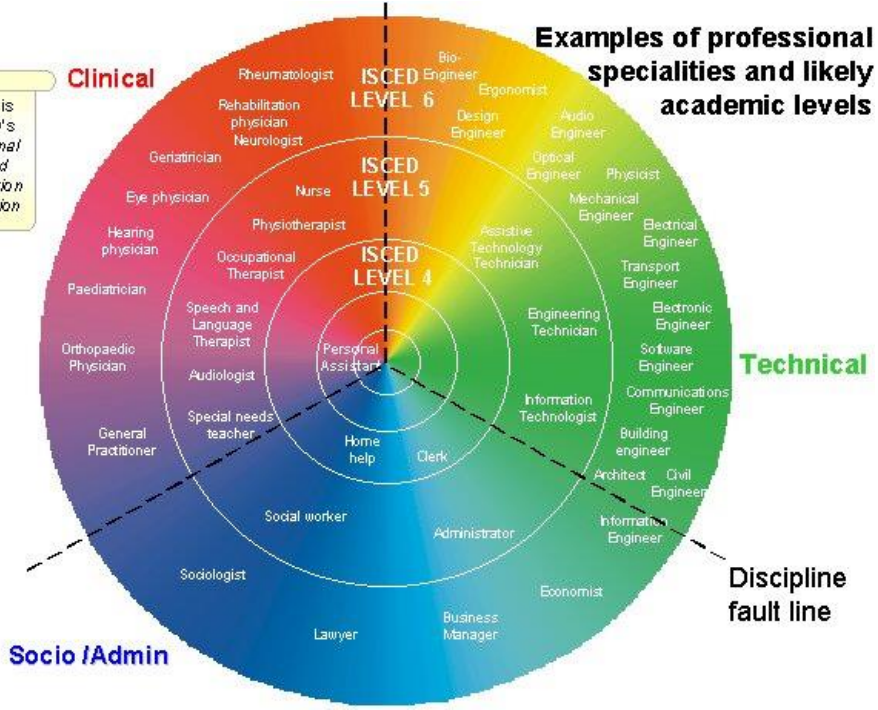 Examples of professional
specialities and likely
academic levels
Clinical
is
's
nal
d
ion
ion
ISCED
LEVEL 6
ISCED
LEVEL 5
ISCED
LEVEL 4
Rheumatologist
Rehabilitation
physician
Neurologist
Geriatirician
Eye physician
Hearing
physician
Paediatrician
Orthopaedic
Physician
General
Practitioner
Nurse
Physiotherapist
Occupational
Therapist
Speech and
Language
Therapist
Audiologist
Special needs
teacher
Personal
Assistant
Bio-
Engineer
Ergonomist
Design
Engineer
Audio
Engineer
Optical
Engineer
Physicist
Mechanical
Engineer
Electrical
Engineer
Assistive
Technology
Technician
Transport
Engineer
Engineering
Technician
Electronic
Engineer
Software
Engineer
Technical
Communications
Engineer
Information
Technologist
Building
engineer
Architect
Civil
Engineer
Information
Engineer
Discipline
fault line
Home
help
Clerk
Social worker
Administrator
Sociologist
Economist
Lawyer
Business
Manager
Socio /Admin